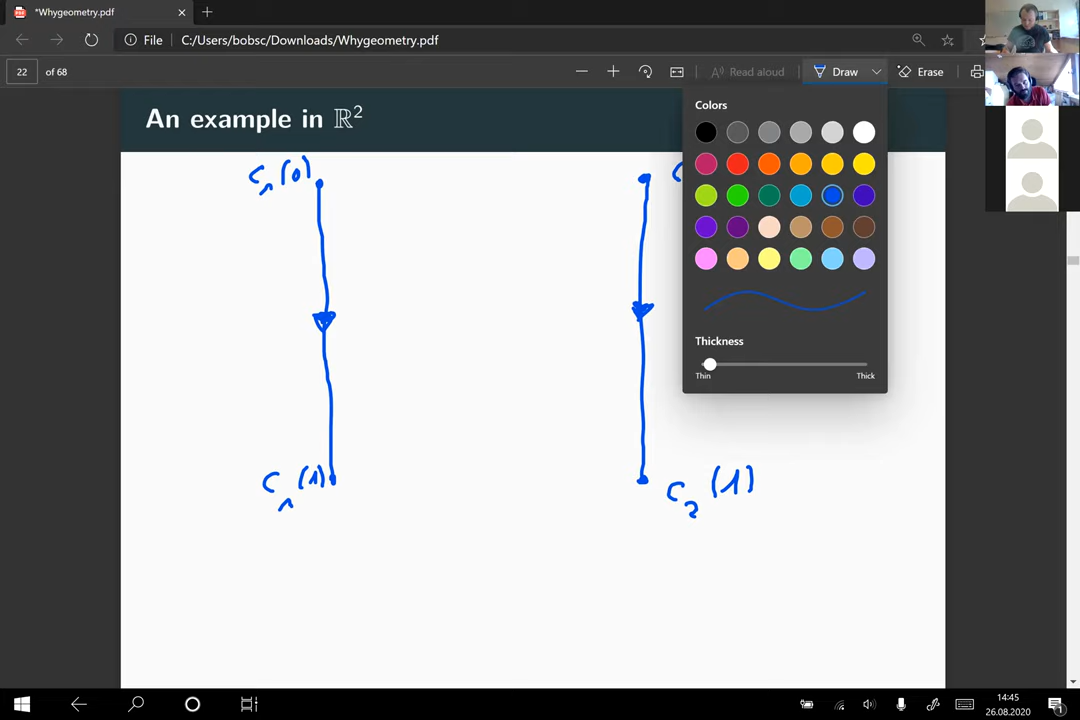 *Whygeometry.pdf
File C:/Users/bobsc/Downloads/Whygeometry.pdf
22 of 68 Read aloud Draw Erase
An example in ℝ²
Colors
Thickness
Thin Thick
C₁(0)
C
C₁(1)
C₂(1)
14:45
26.08.2020